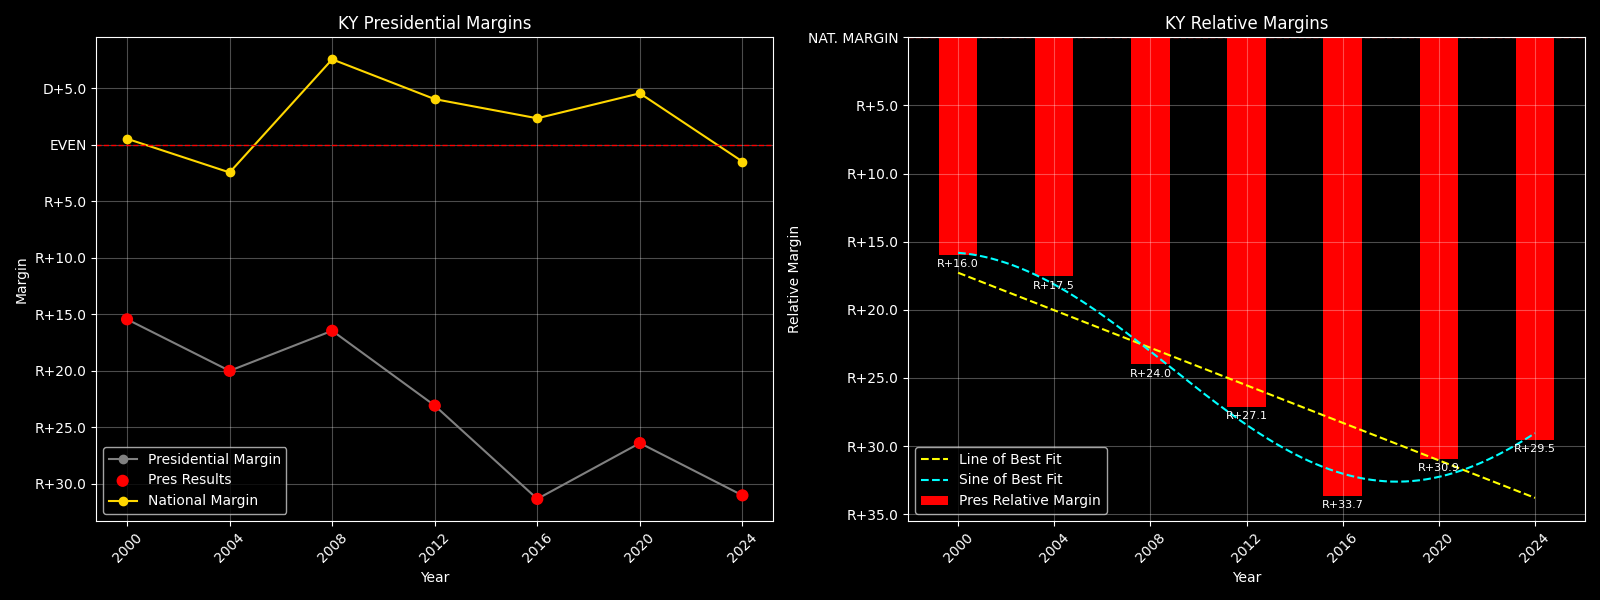 KY Presidential Margins
D+5.0
EVEN
R+5.0
R+10.0
R+15.0
R+20.0
R+25.0
R+30.0
Margin
Presidential Margin
Pres Results
National Margin
2000 2004 2008 2012 2016 2020 2024
Year
KY Relative Margins
NAT. MARGIN
R+5.0
R+10.0
R+15.0
R+20.0
R+25.0
R+30.0
R+35.0
Relative Margin
R+16.0
R+17.5
R+24.0
R+27.1
R+33.7
R+30.9
R+29.5
Line of Best Fit
Sine of Best Fit
Pres Relative Margin
2000 2004 2008 2012 2016 2020 2024
Year